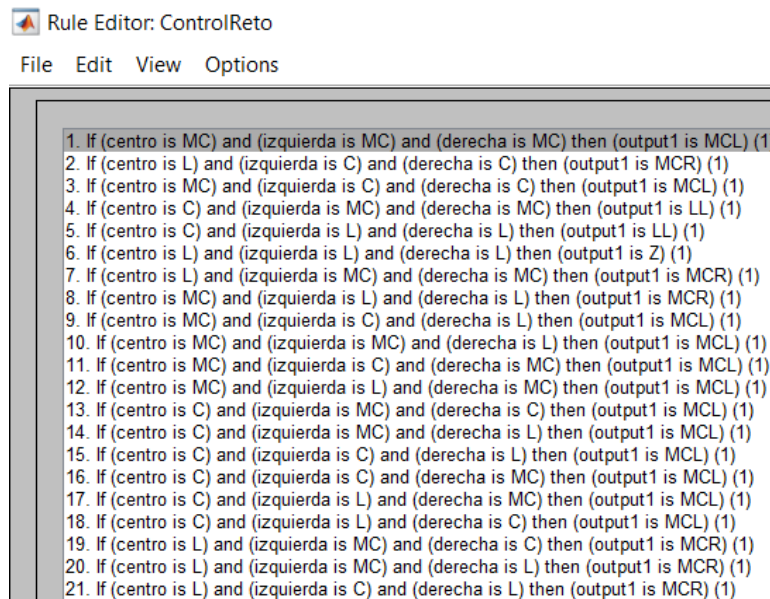 Rule Editor: ControlReto
File Edit View Options
1. If (centro is MC) and (izquierda is MC) and (derecha is MC) then (output1 is MCL) (1
2. If (centro is L) and (izquierda is C) and (derecha is C) then (output1 is MCR) (1)
3. If (centro is MC) and (izquierda is C) and (derecha is C) then (output1 is MCL) (1)
4. If (centro is C) and (izquierda is MC) and (derecha is MC) then (output1 is LL) (1)
5. If (centro is C) and (izquierda is L) and (derecha is L) then (output1 is LL) (1)
6. If (centro is L) and (izquierda is L) and (derecha is L) then (output1 is Z) (1)
7. If (centro is L) and (izquierda is MC) and (derecha is MC) then (output1 is MCR) (1)
8. If (centro is MC) and (izquierda is L) and (derecha is L) then (output1 is MCR) (1)
9. If (centro is MC) and (izquierda is C) and (derecha is L) then (output1 is MCL) (1)
10. If (centro is MC) and (izquierda is MC) and (derecha is L) then (output1 is MCL) (1)
11. If (centro is MC) and (izquierda is C) and (derecha is MC) then (output1 is MCL) (1)
12. If (centro is MC) and (izquierda is L) and (derecha is MC) then (output1 is MCL) (1)
13. If (centro is C) and (izquierda is MC) and (derecha is C) then (output1 is MCL) (1)
14. If (centro is C) and (izquierda is MC) and (derecha is L) then (output1 is MCL) (1)
15. If (centro is C) and (izquierda is C) and (derecha is L) then (output1 is MCL) (1)
16. If (centro is C) and (izquierda is C) and (derecha is MC) then (output1 is MCL) (1)
17. If (centro is C) and (izquierda is L) and (derecha is MC) then (output1 is MCL) (1)
18. If (centro is C) and (izquierda is L) and (derecha is C) then (output1 is MCL) (1)
19. If (centro is L) and (izquierda is MC) and (derecha is C) then (output1 is MCR) (1)
20. If (centro is L) and (izquierda is MC) and (derecha is L) then (output1 is MCR) (1)
21. If (centro is L) and (izquierda is C) and (derecha is L) then (output1 is MCR) (1)